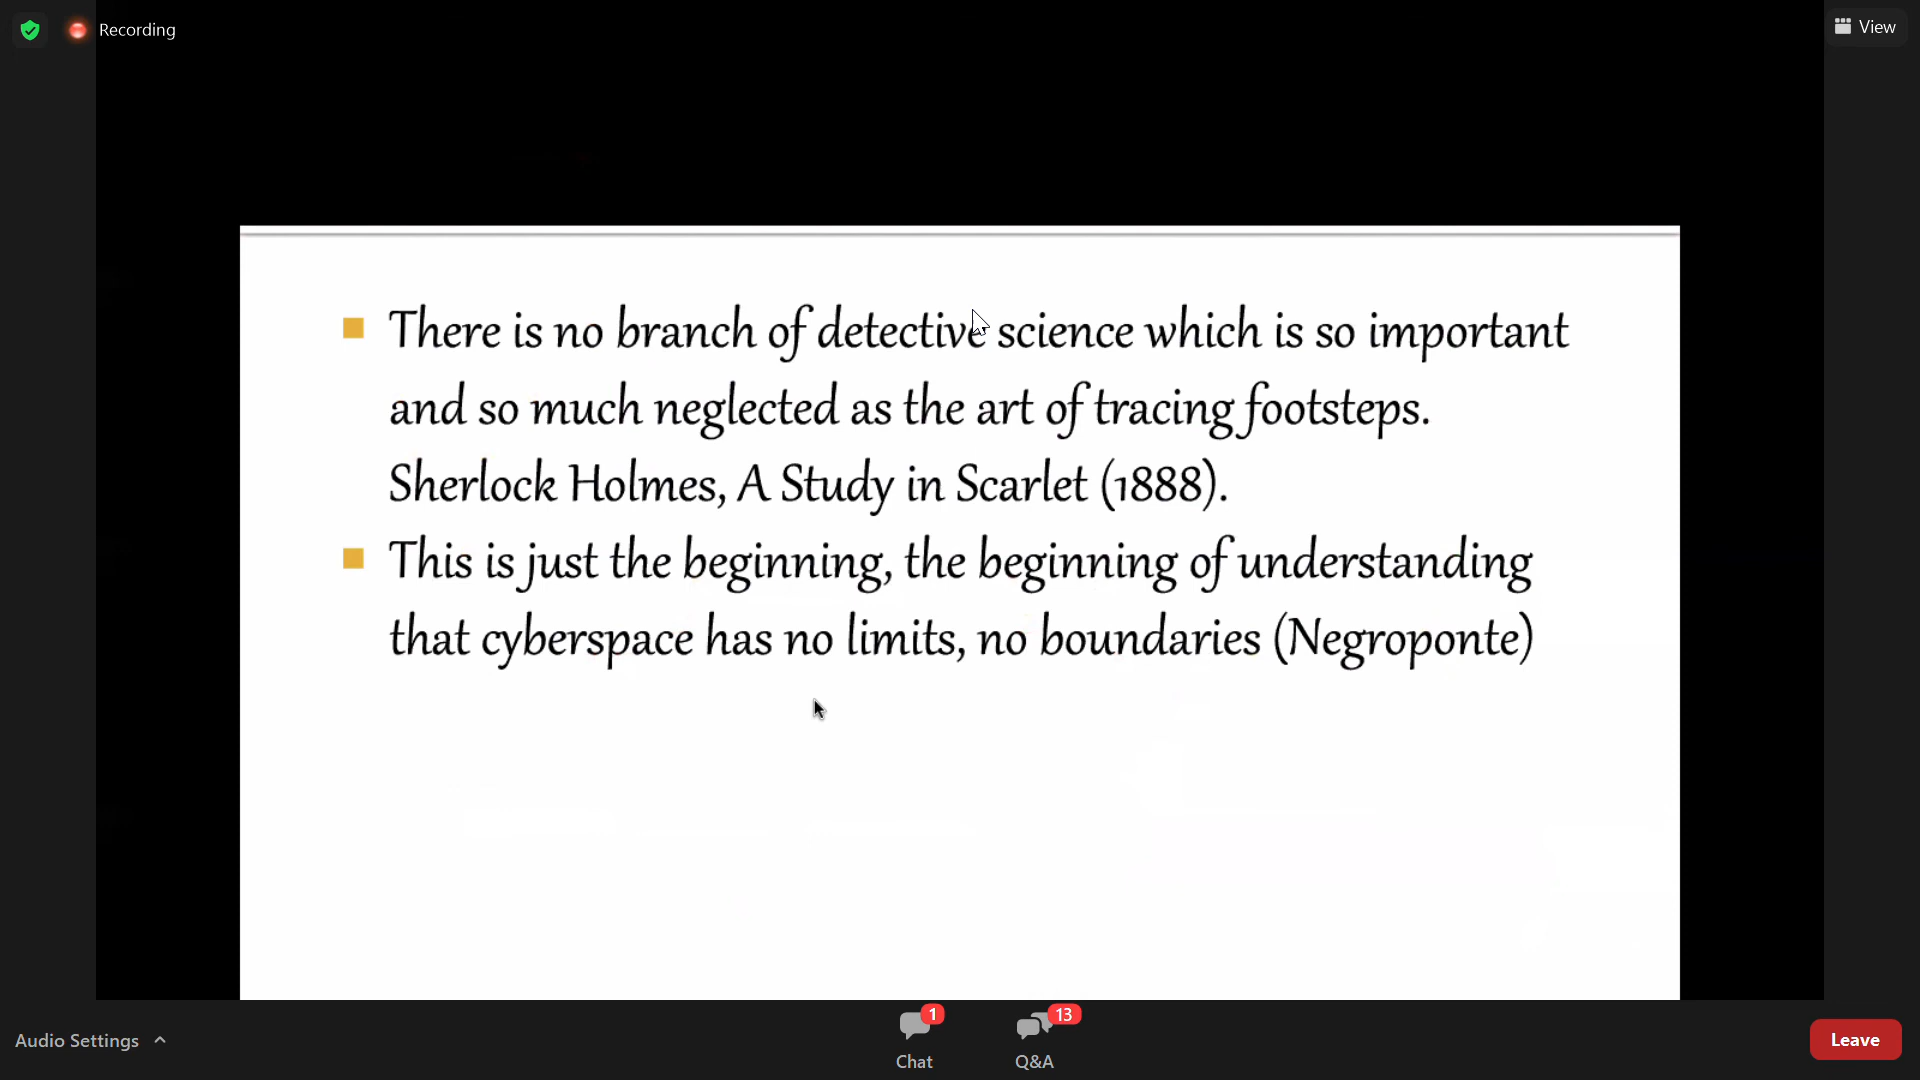 Recording
View
There is no branch of detective science which is so important
and so much neglected as the art of tracing footsteps.
Sherlock Holmes, A Study in Scarlet (1888).
This is just the beginning, the beginning of understanding
that cyberspace has no limits, no boundaries (Negroponte)
Audio Settings
1
Chat
13
Q&A
Leave